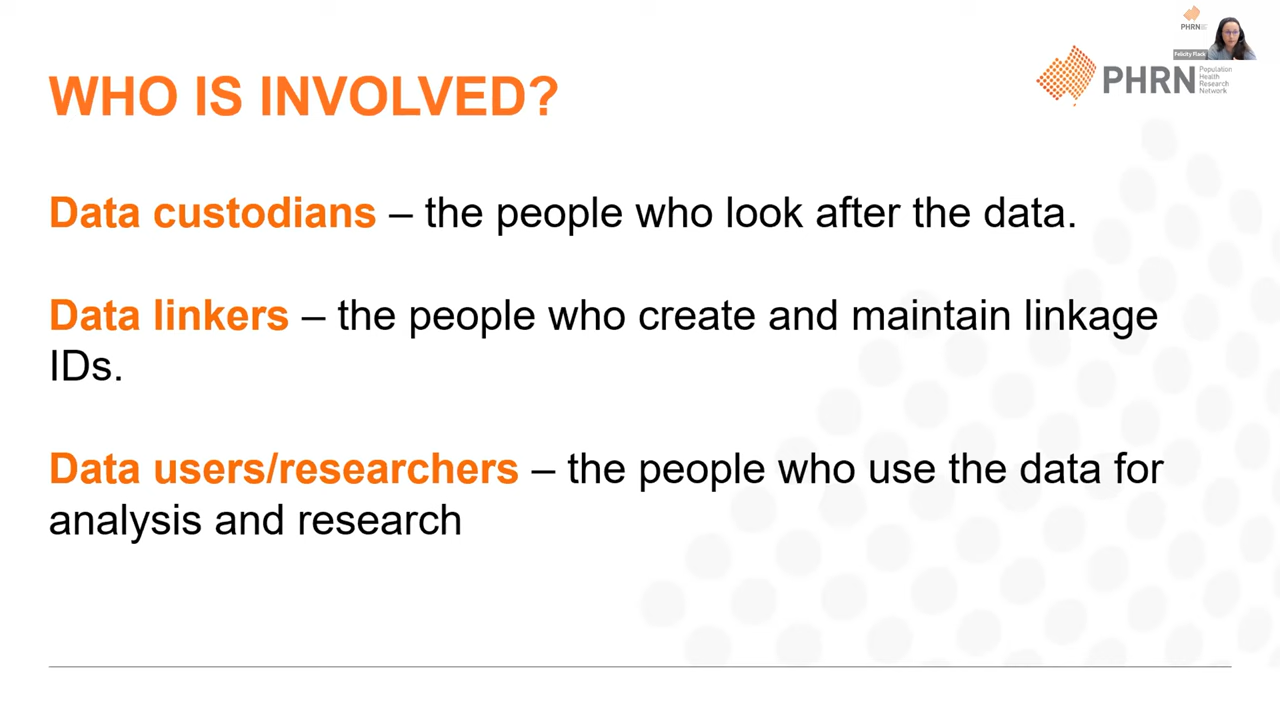 PHRN
Felicity Flack
WHO IS INVOLVED?
PHRN
Population
Health
Research
Network
Data custodians – the people who look after the data.
Data linkers – the people who create and maintain linkage
IDs.
Data users/researchers – the people who use the data for
analysis and research